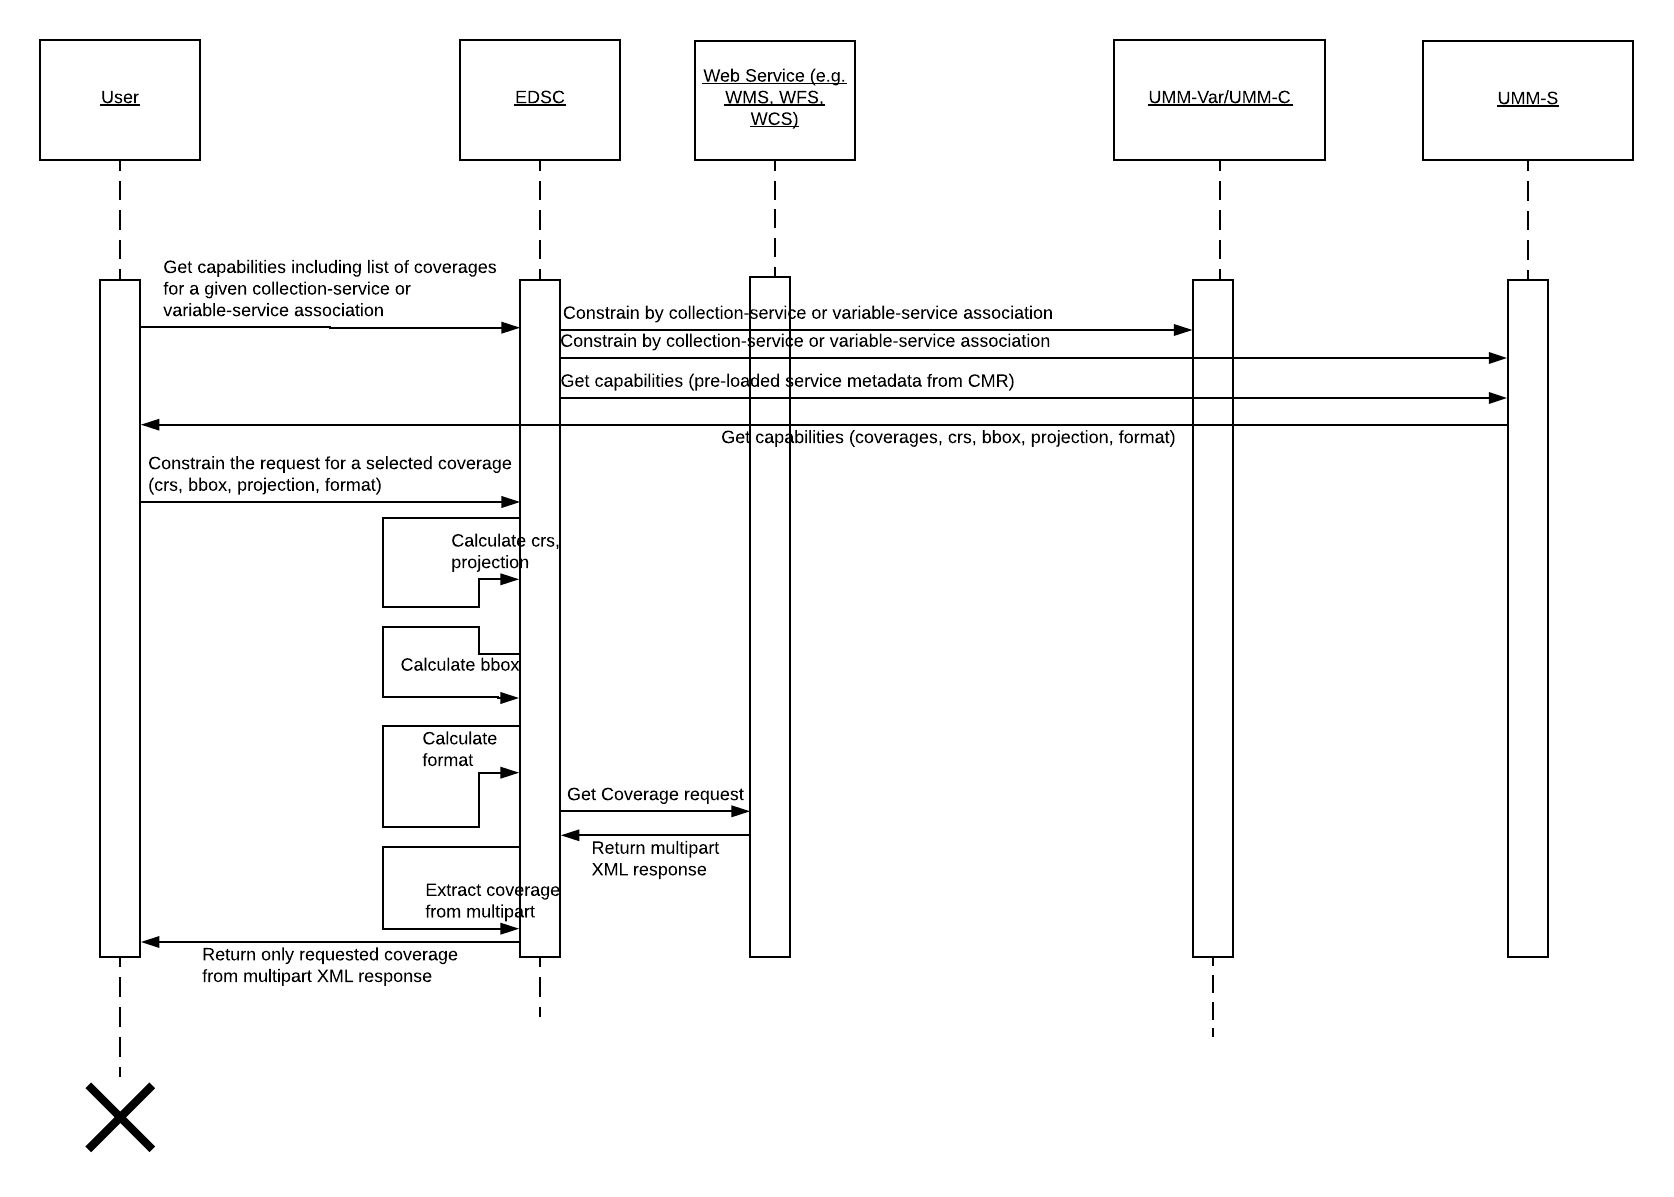 User
EDSC
Web Service (e.g.
WMS, WFS,
WCS)
UMM-Var/UMM-C
UMM-S
Get capabilities including list of coverages
for a given collection-service or
variable-service association
Constrain by collection-service or variable-service association
Constrain by collection-service or variable-service association
Get capabilities (pre-loaded service metadata from CMR)
Get capabilities (coverages, crs, bbox, projection, format)
Constrain the request for a selected coverage
(crs, bbox, projection, format)
Calculate crs,
projection
Calculate bbox
Calculate
format
Get Coverage request
Return multipart
XML response
Extract coverage
from multipart
Return only requested coverage
from multipart XML response